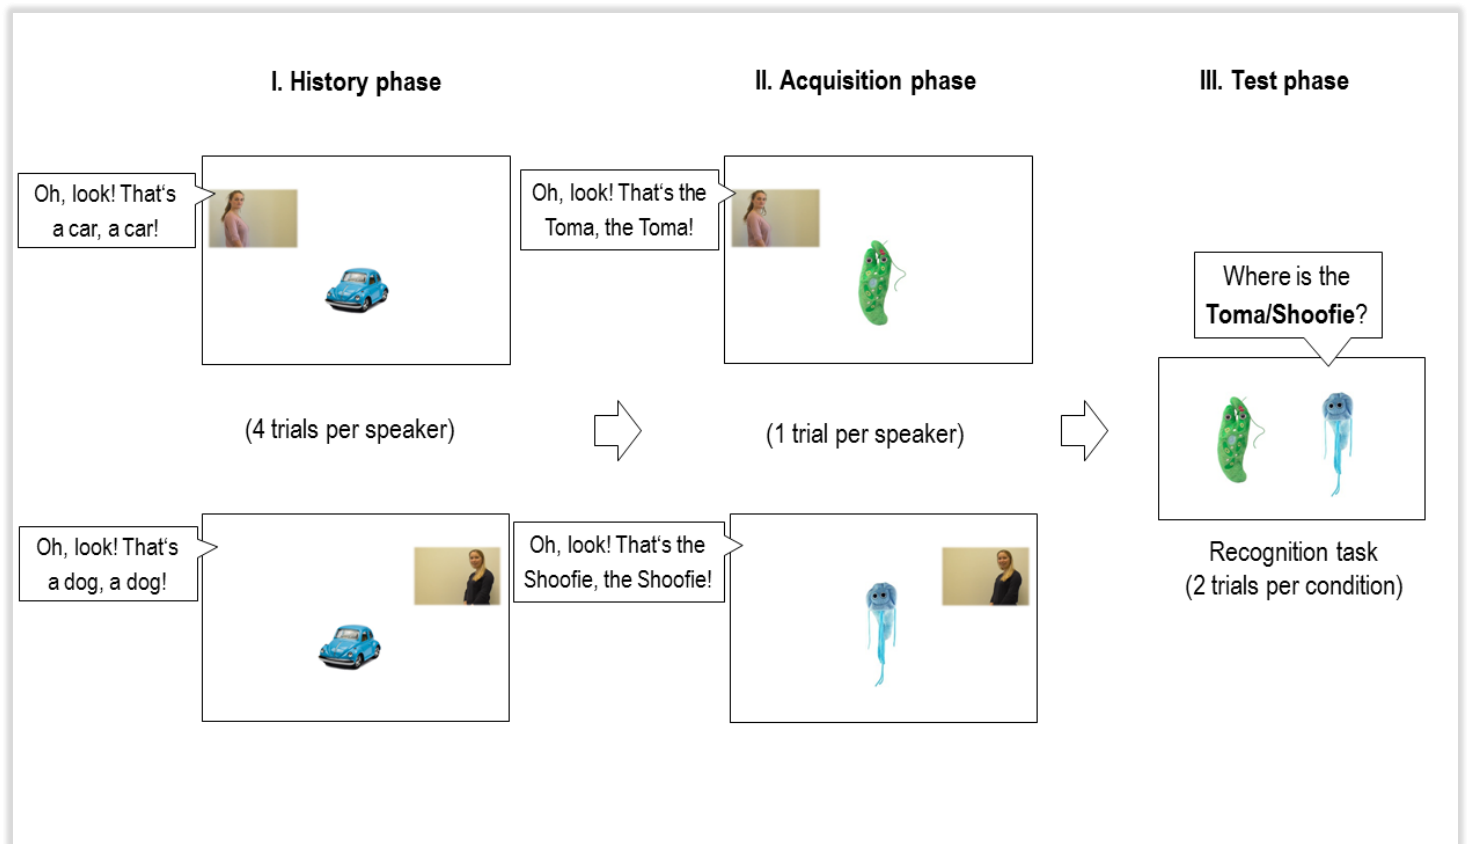 I. History phase
II. Acquisition phase
III. Test phase
Oh, look! That‘s
a car, a car!
Oh, look! That‘s the
Toma, the Toma!
Where is the
Toma/Shoofie?
(4 trials per speaker)
(1 trial per speaker)
Oh, look! That‘s
a dog, a dog!
Oh, look! That‘s the
Shoofie, the Shoofie!
Recognition task
(2 trials per condition)